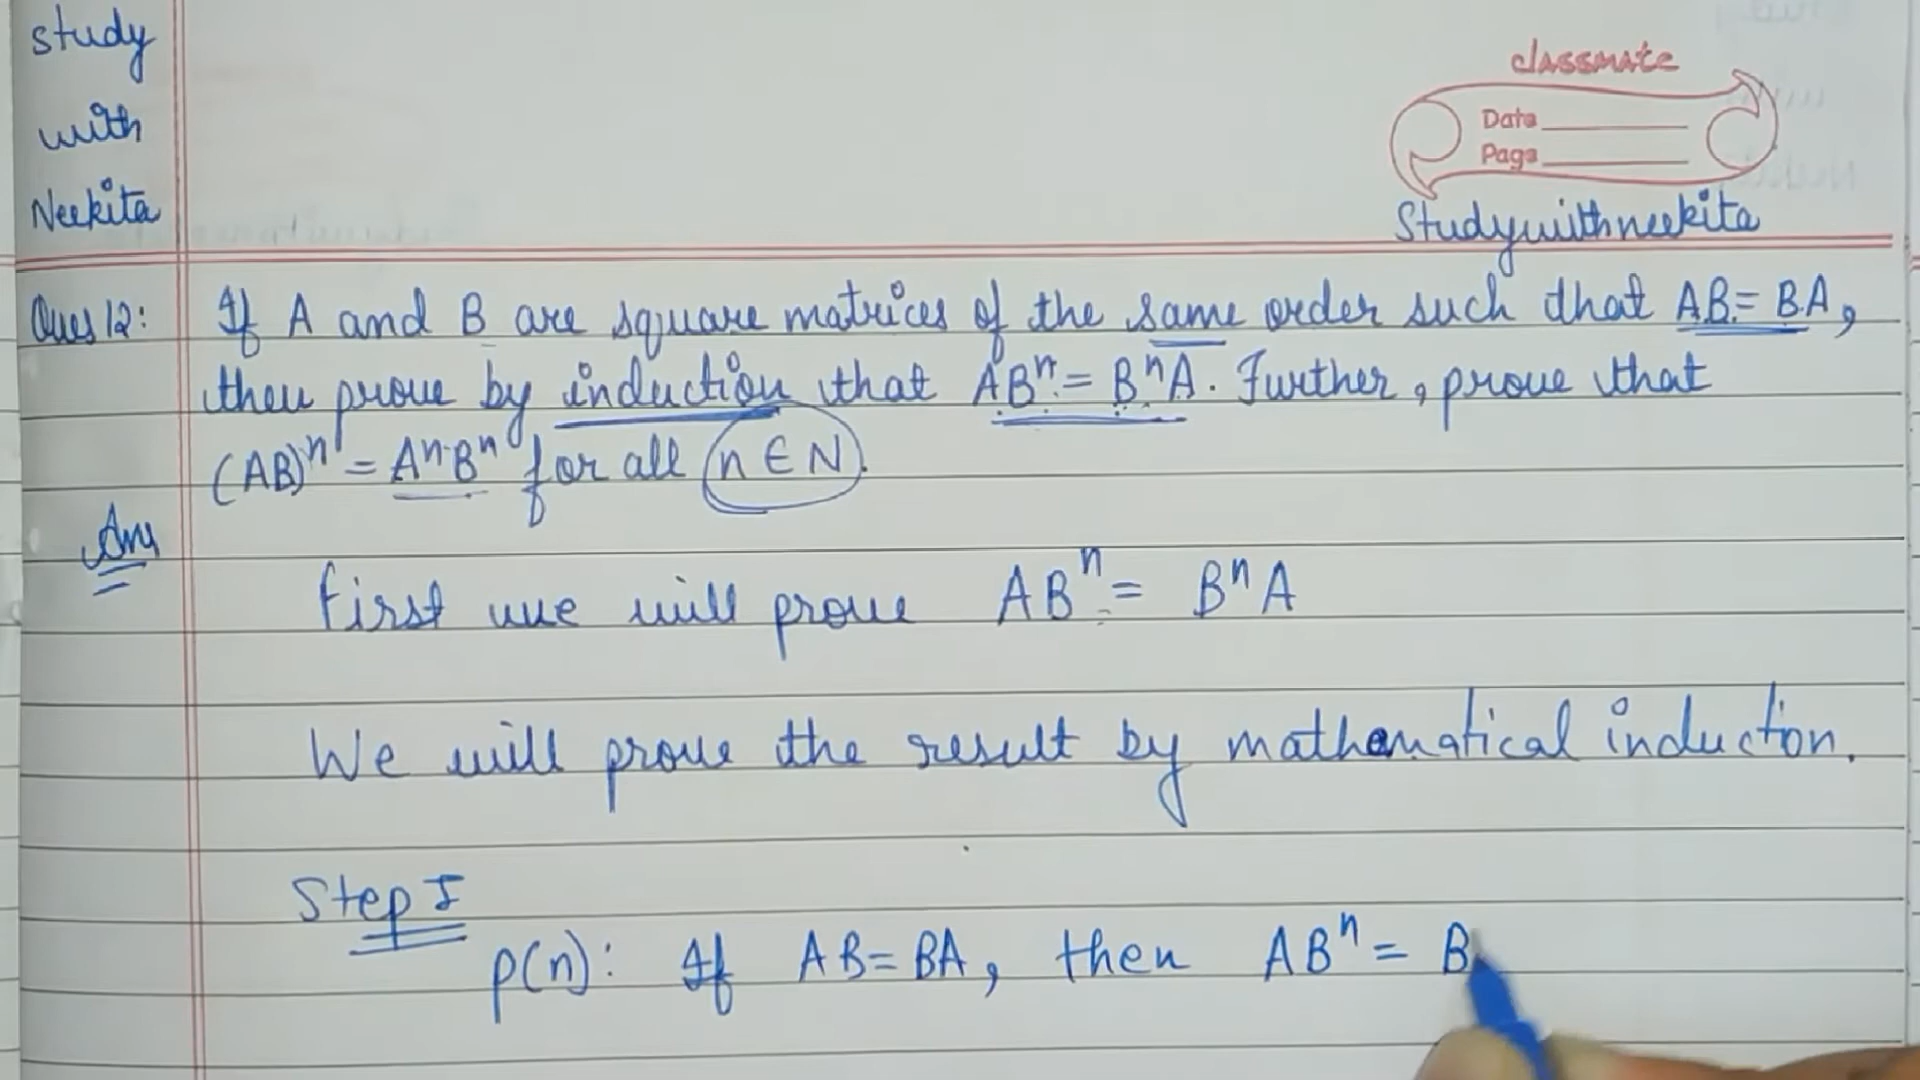 study
with
Neekita
classmate
Date
Page
Studywithneekita
Ques 12: If A and B are square matrices of the same order such that AB = BA,
then prove by induction that ABⁿ = BⁿA. Further, prove that
(AB)ⁿ = AⁿBⁿ for all n ∈ N.
Ans
First we will prove ABⁿ = BⁿA
We will prove the result by mathematical induction.
Step I
P(n): If AB = BA, then ABⁿ = B